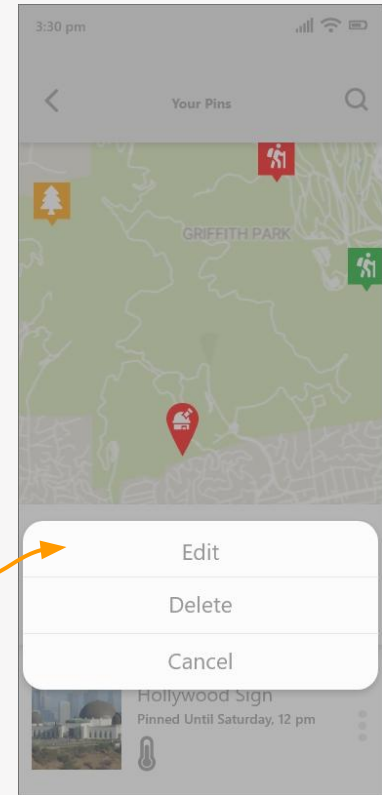 3:30 pm
Your Pins
GRIFFITH PARK
Edit
Delete
Cancel
Hollywood Sign
Pinned Until Saturday, 12 pm